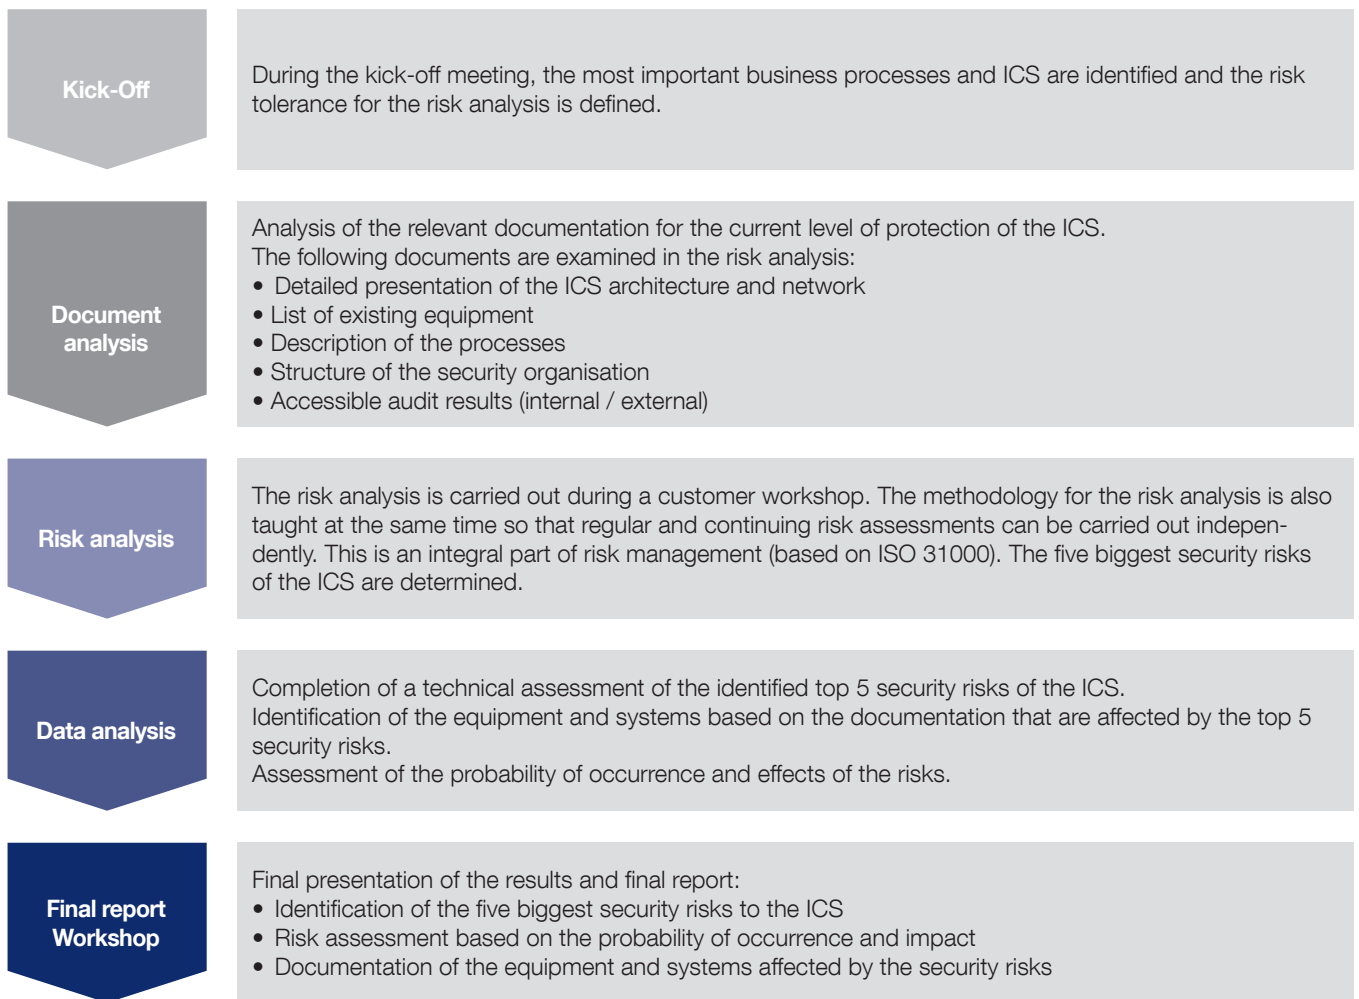 Kick-Off
During the kick-off meeting, the most important business processes and ICS are identified and the risk
tolerance for the risk analysis is defined.
Document
analysis
Analysis of the relevant documentation for the current level of protection of the ICS.
The following documents are examined in the risk analysis:
• Detailed presentation of the ICS architecture and network
• List of existing equipment
• Description of the processes
• Structure of the security organisation
• Accessible audit results (internal / external)
Risk analysis
The risk analysis is carried out during a customer workshop. The methodology for the risk analysis is also
taught at the same time so that regular and continuing risk assessments can be carried out indepen-
dently. This is an integral part of risk management (based on ISO 31000). The five biggest security risks
of the ICS are determined.
Data analysis
Completion of a technical assessment of the identified top 5 security risks of the ICS.
Identification of the equipment and systems based on the documentation that are affected by the top 5
security risks.
Assessment of the probability of occurrence and effects of the risks.
Final report
Workshop
Final presentation of the results and final report:
• Identification of the five biggest security risks to the ICS
• Risk assessment based on the probability of occurrence and impact
• Documentation of the equipment and systems affected by the security risks